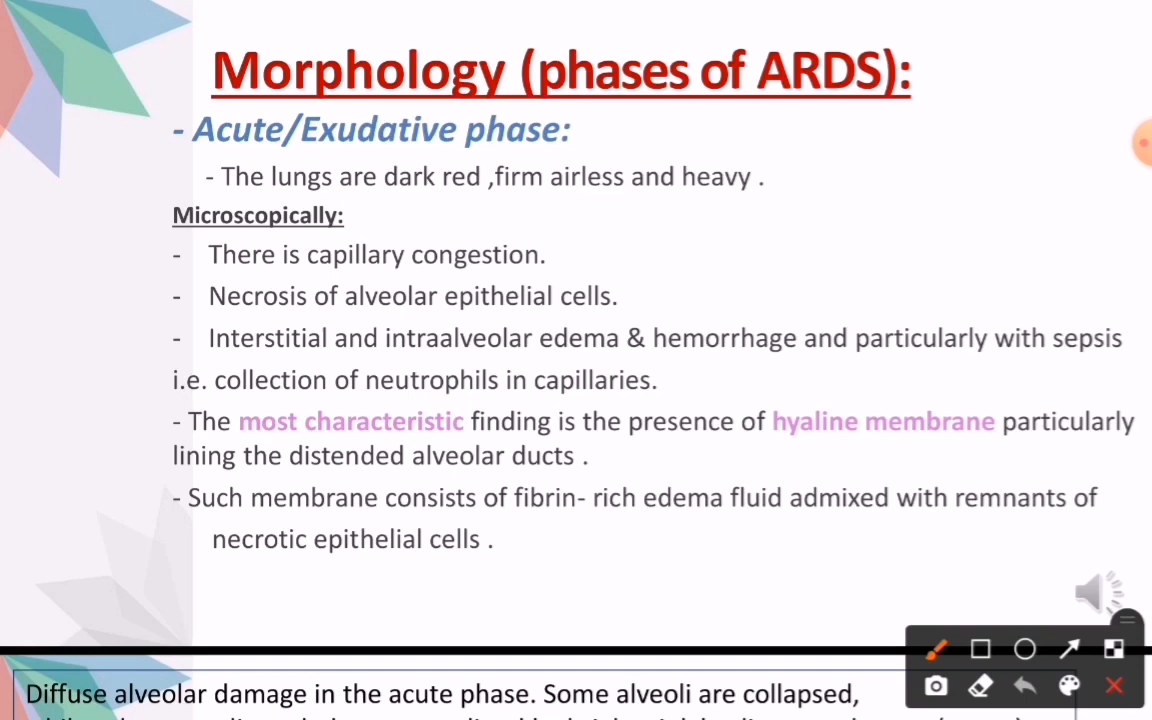 Morphology (phases of ARDS):
- Acute/Exudative phase:
- The lungs are dark red ,firm airless and heavy .
Microscopically:
- There is capillary congestion.
- Necrosis of alveolar epithelial cells.
- Interstitial and intraalveolar edema & hemorrhage and particularly with sepsis
i.e. collection of neutrophils in capillaries.
- The most characteristic finding is the presence of hyaline membrane particularly
lining the distended alveolar ducts .
- Such membrane consists of fibrin- rich edema fluid admixed with remnants of
necrotic epithelial cells .
Diffuse alveolar damage in the acute phase. Some alveoli are collapsed,